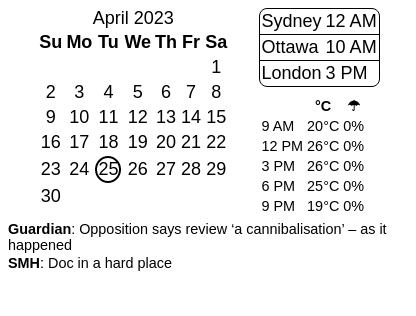 April 2023
Su Mo Tu We Th Fr Sa
1
2 3 4 5 6 7 8
9 10 11 12 13 14 15
16 17 18 19 20 21 22
23 24 25 26 27 28 29
30
Sydney 12 AM
Ottawa 10 AM
London 3 PM
°C ☂
9 AM 20°C 0%
12 PM 26°C 0%
3 PM 26°C 0%
6 PM 25°C 0%
9 PM 19°C 0%
Guardian: Opposition says review ‘a cannibalisation’ – as it
happened
SMH: Doc in a hard place